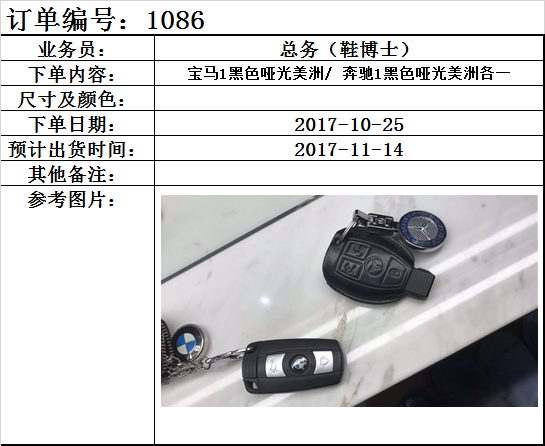 订单编号：1086
业务员： 总务（鞋博士）
下单内容： 宝马1黑色哑光美洲/ 奔驰1黑色哑光美洲各一
尺寸及颜色：
下单日期： 2017-10-25
预计出货时间： 2017-11-14
其他备注：
参考图片：